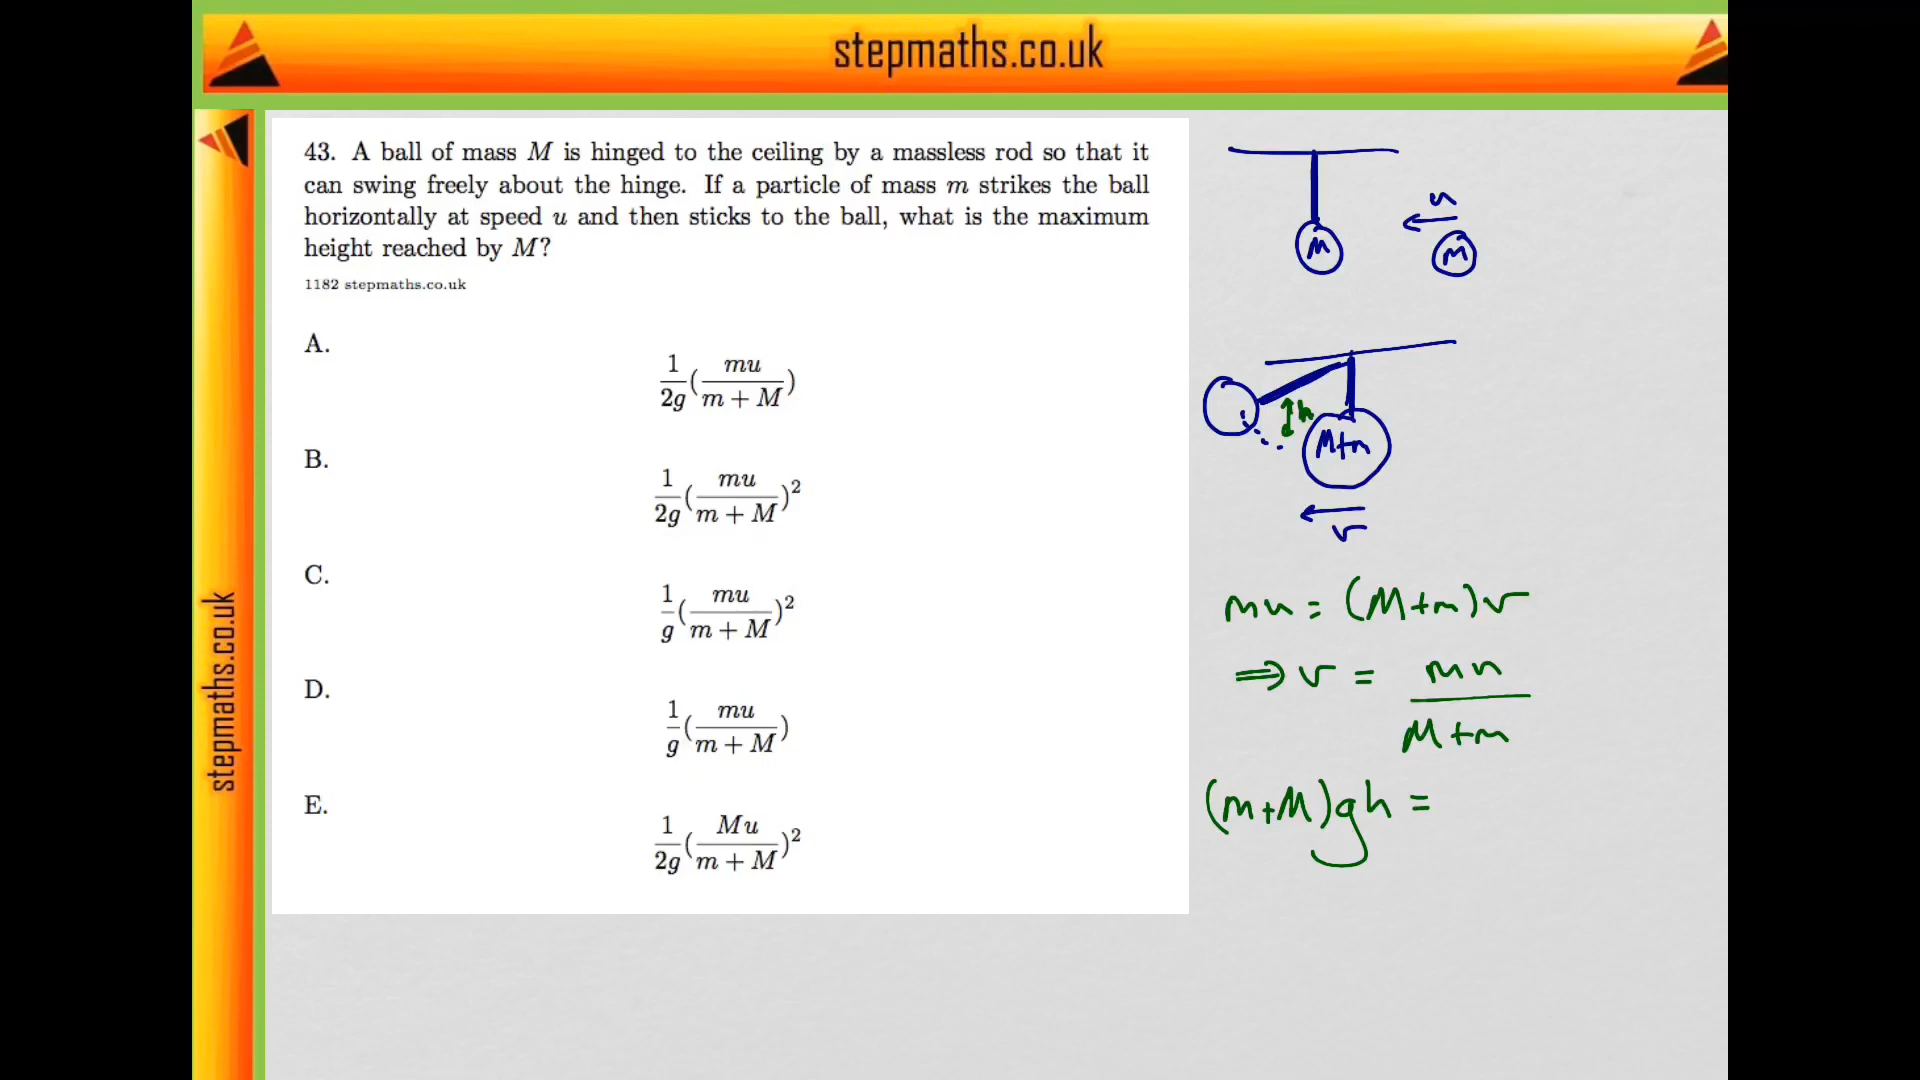 stepmaths.co.uk
stepmaths.co.uk
43. A ball of mass M is hinged to the ceiling by a massless rod so that it
can swing freely about the hinge. If a particle of mass m strikes the ball
horizontally at speed u and then sticks to the ball, what is the maximum
height reached by M?
1182 stepmaths.co.uk
A.
1/2g (mu/m + M)
B.
1/2g (mu/m + M)²
C.
1/g (mu/m + M)²
D.
1/g (mu/m + M)
E.
1/2g (Mu/m + M)²
u
M
m
h
M+m
v
mu = (M+m)v
⇒ v = mu/M+m
(m+M)gh =